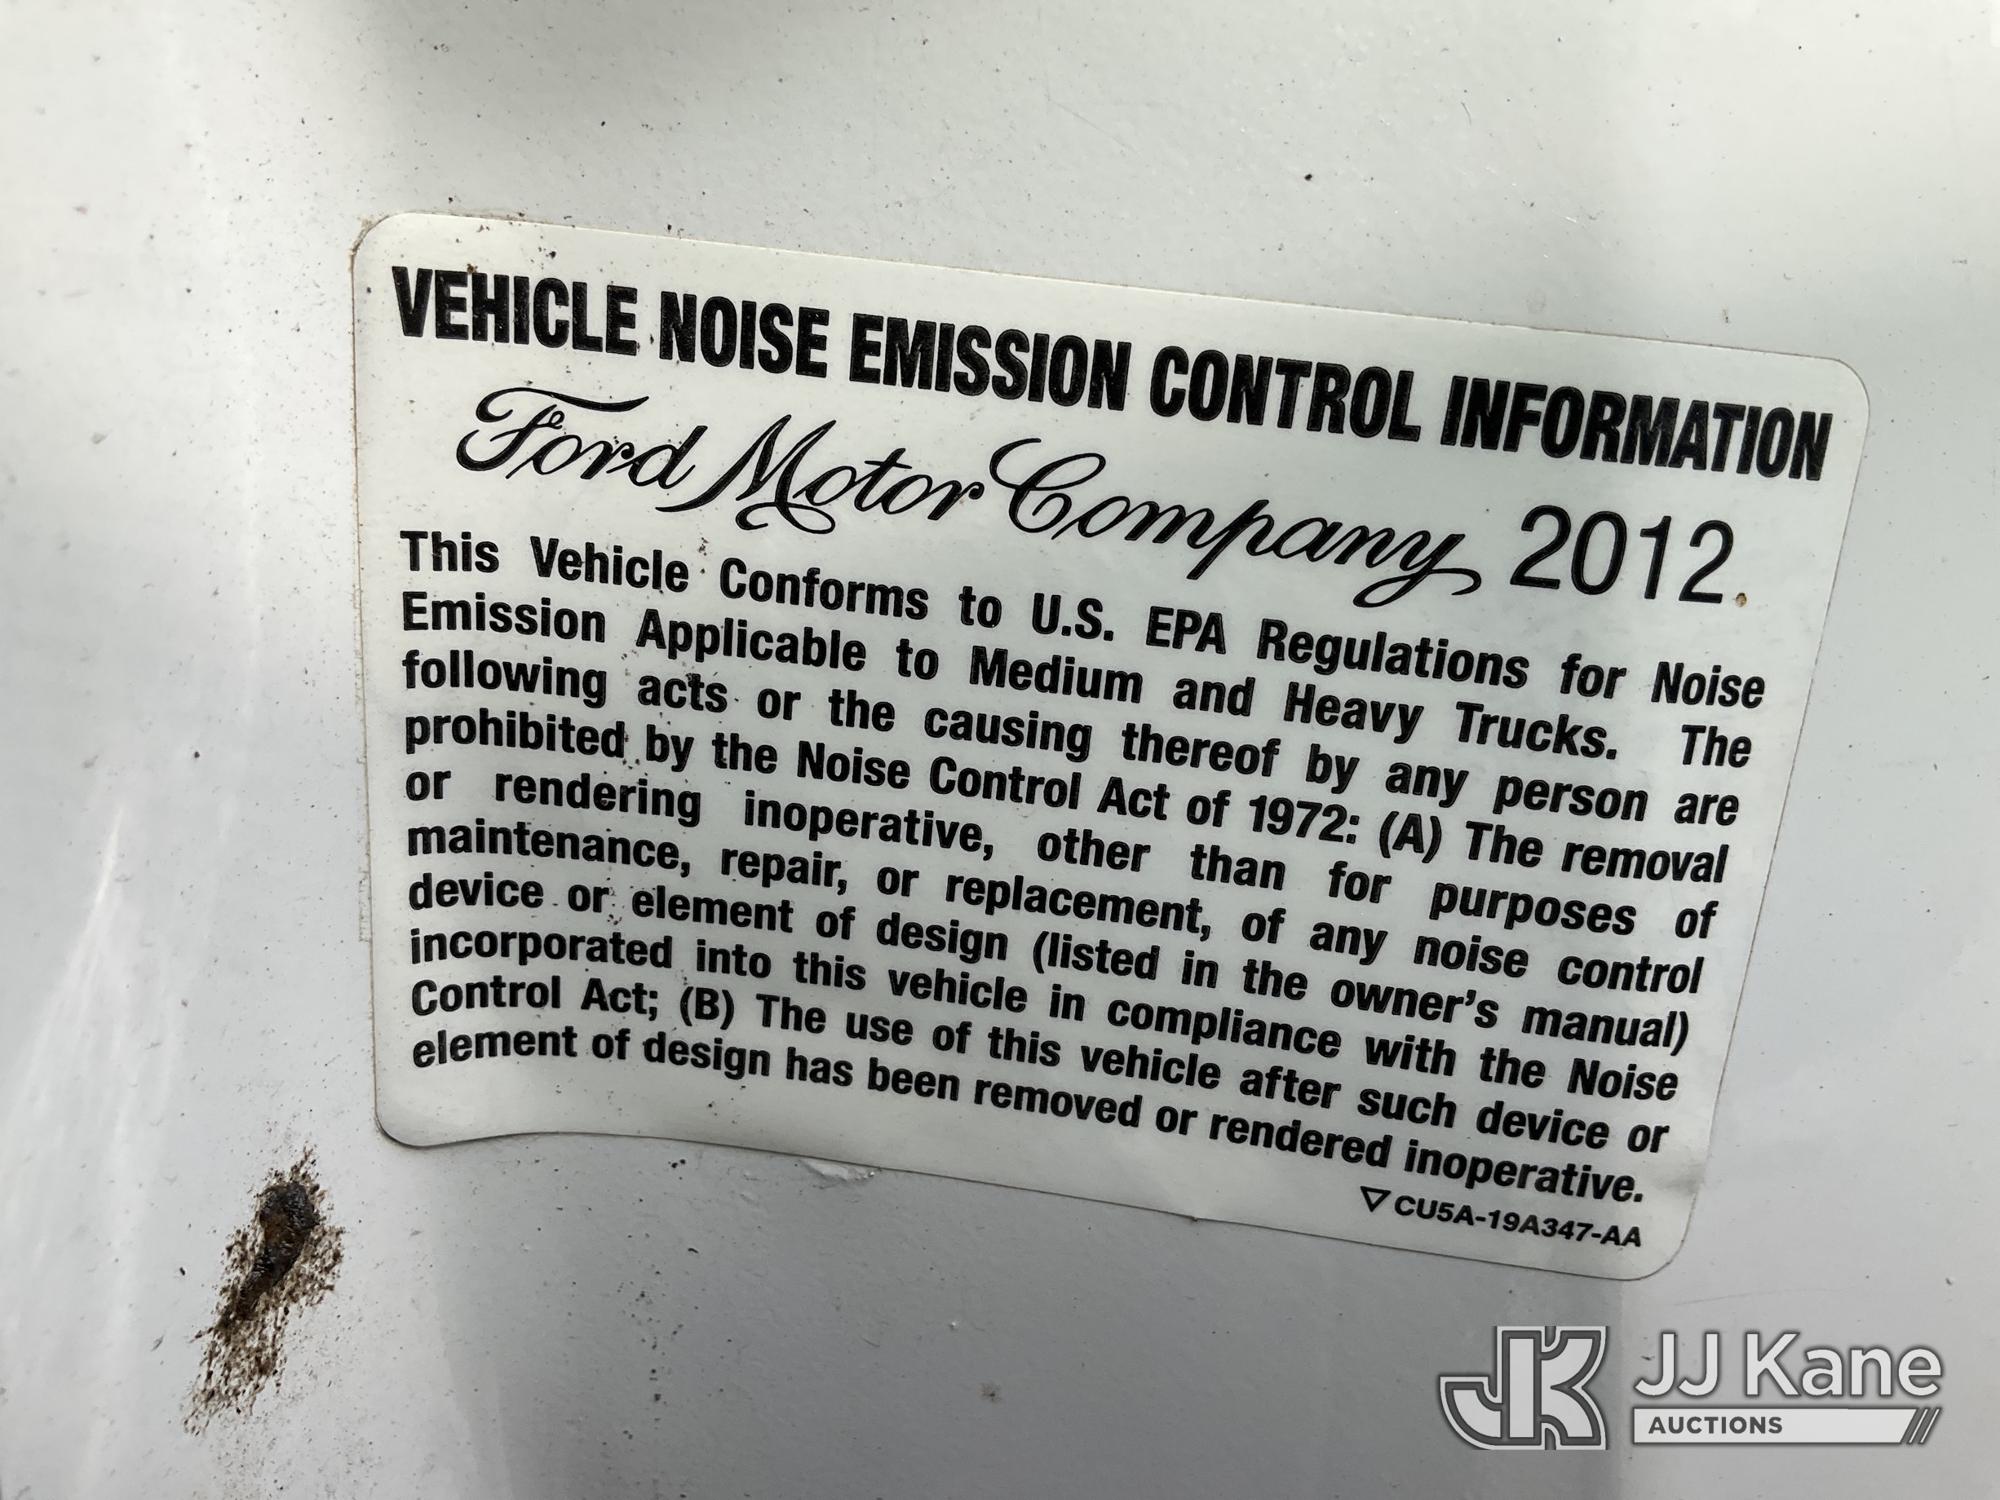 VEHICLE NOISE EMISSION CONTROL INFORMATION
Ford Motor Company 2012
This Vehicle Conforms to U.S. EPA Regulations for Noise
Emission Applicable to Medium and Heavy Trucks. The
following acts or the causing thereof by any person are
prohibited by the Noise Control Act of 1972: (A) The removal
or rendering inoperative, other than for purposes of
maintenance, repair, or replacement, of any noise control
device or element of design (listed in the owner's manual)
incorporated into this vehicle in compliance with the Noise
Control Act; (B) The use of this vehicle after such device or
element of design has been removed or rendered inoperative.
▽ CU5A-19A347-AA
JK JJ Kane
AUCTIONS